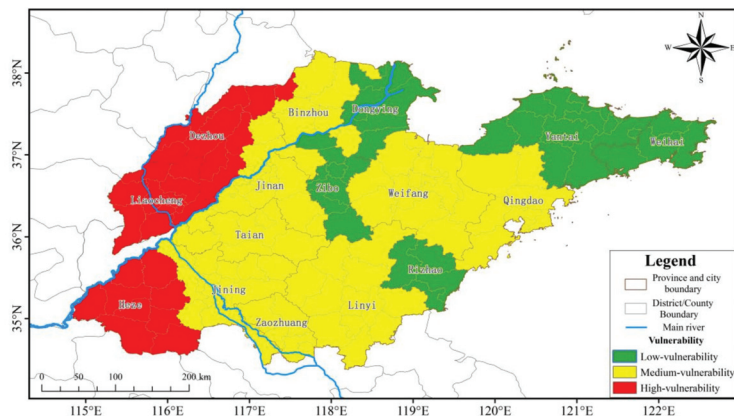 N
W E
S
38°N
37°N
36°N
35°N
Dezhou
Binzhou
Dongying
Yantai
Weihai
Liaocheng
Jinan
Zibo
Weifang
Qingdao
Taian
Rizhao
Heze
Jining
Linyi
Zaozhuang
Legend
Province and city
boundary
District/County
Boundary
Main river
Vulnerability
Low-vulnerability
Medium-vulnerability
High-vulnerability
0 50 100 200 km
115°E 116°E 117°E 118°E 119°E 120°E 121°E 122°E